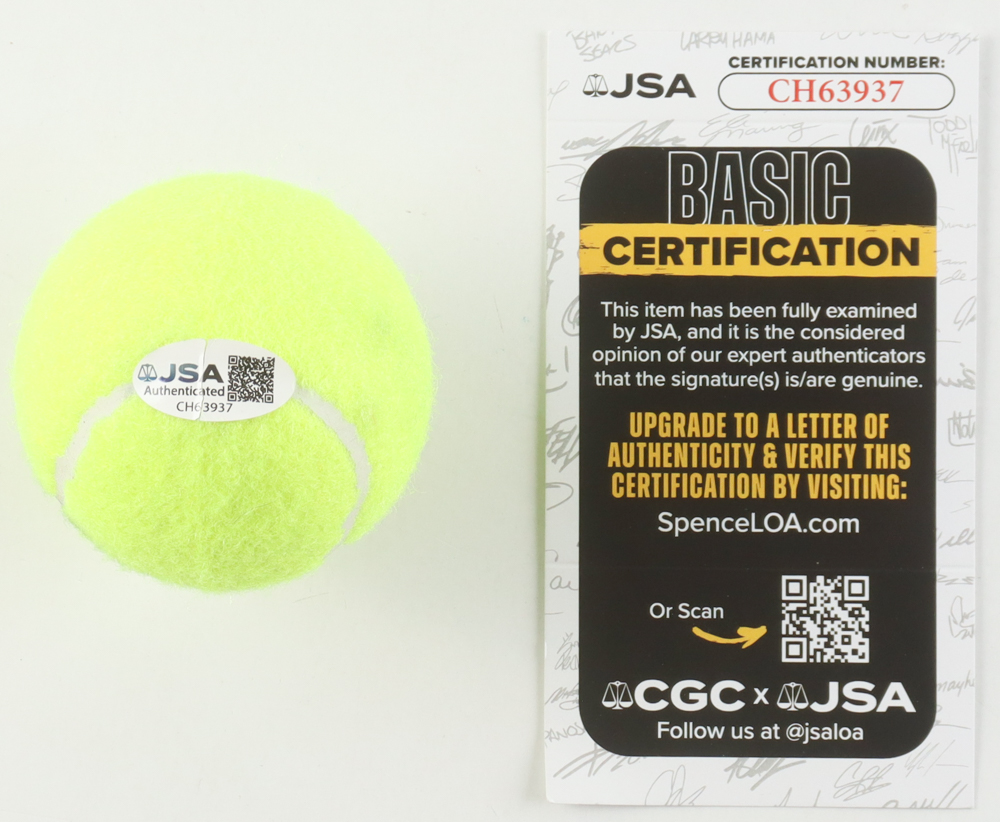 JSA
Authenticated
CH63937
LARRY HAMA
JSA
CERTIFICATION NUMBER:
CH63937
BASIC
CERTIFICATION
This item has been fully examined
by JSA, and it is the considered
opinion of our expert authenticators
that the signature(s) is/are genuine.
UPGRADE TO A LETTER OF
AUTHENTICITY & VERIFY THIS
CERTIFICATION BY VISITING:
SpenceLOA.com
Or Scan
CGC x JSA
Follow us at @jsaloa